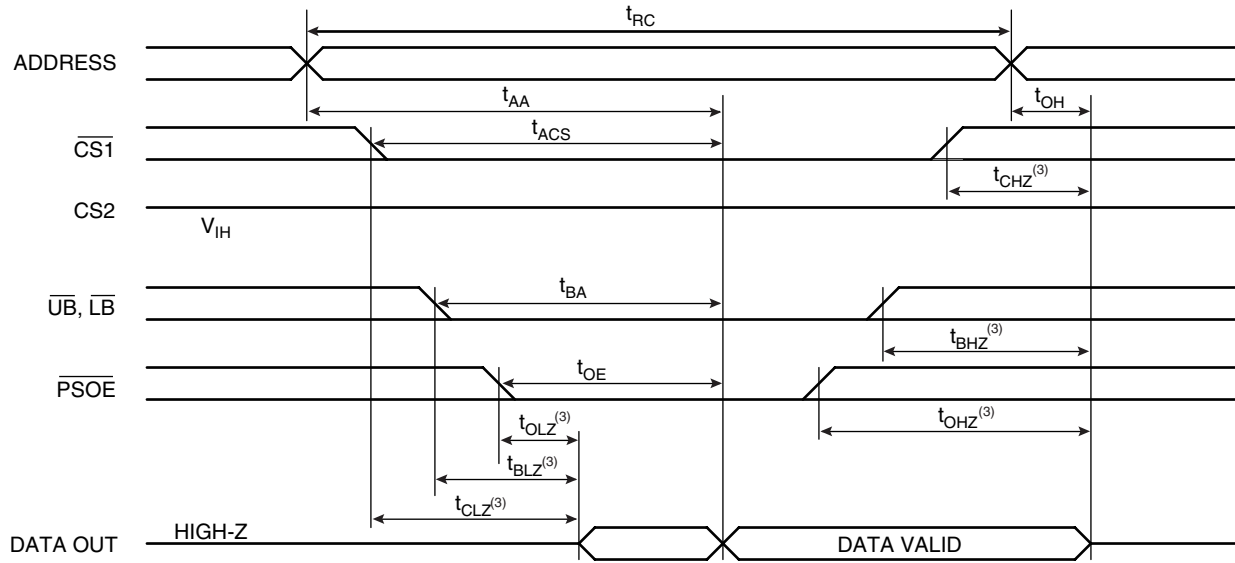 tRC
ADDRESS
tAA
tOH
CS1
tACS
tCHZ(3)
CS2
VIH
UB, LB
tBA
tBHZ(3)
PSOE
tOE
tOHZ(3)
tOLZ(3)
tBLZ(3)
tCLZ(3)
DATA OUT
HIGH-Z
DATA VALID